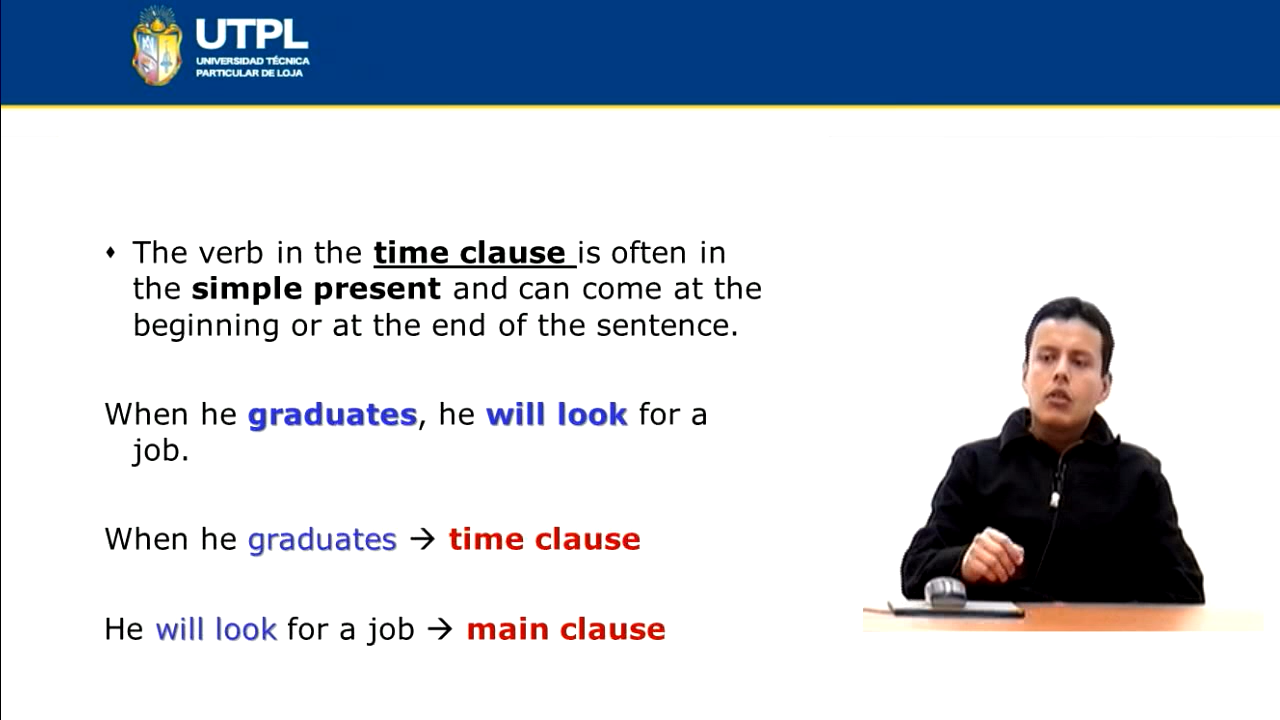 UTPL
UNIVERSIDAD TÉCNICA
PARTICULAR DE LOJA
♦ The verb in the time clause is often in
the simple present and can come at the
beginning or at the end of the sentence.
When he graduates, he will look for a
job.
When he graduates → time clause
He will look for a job → main clause